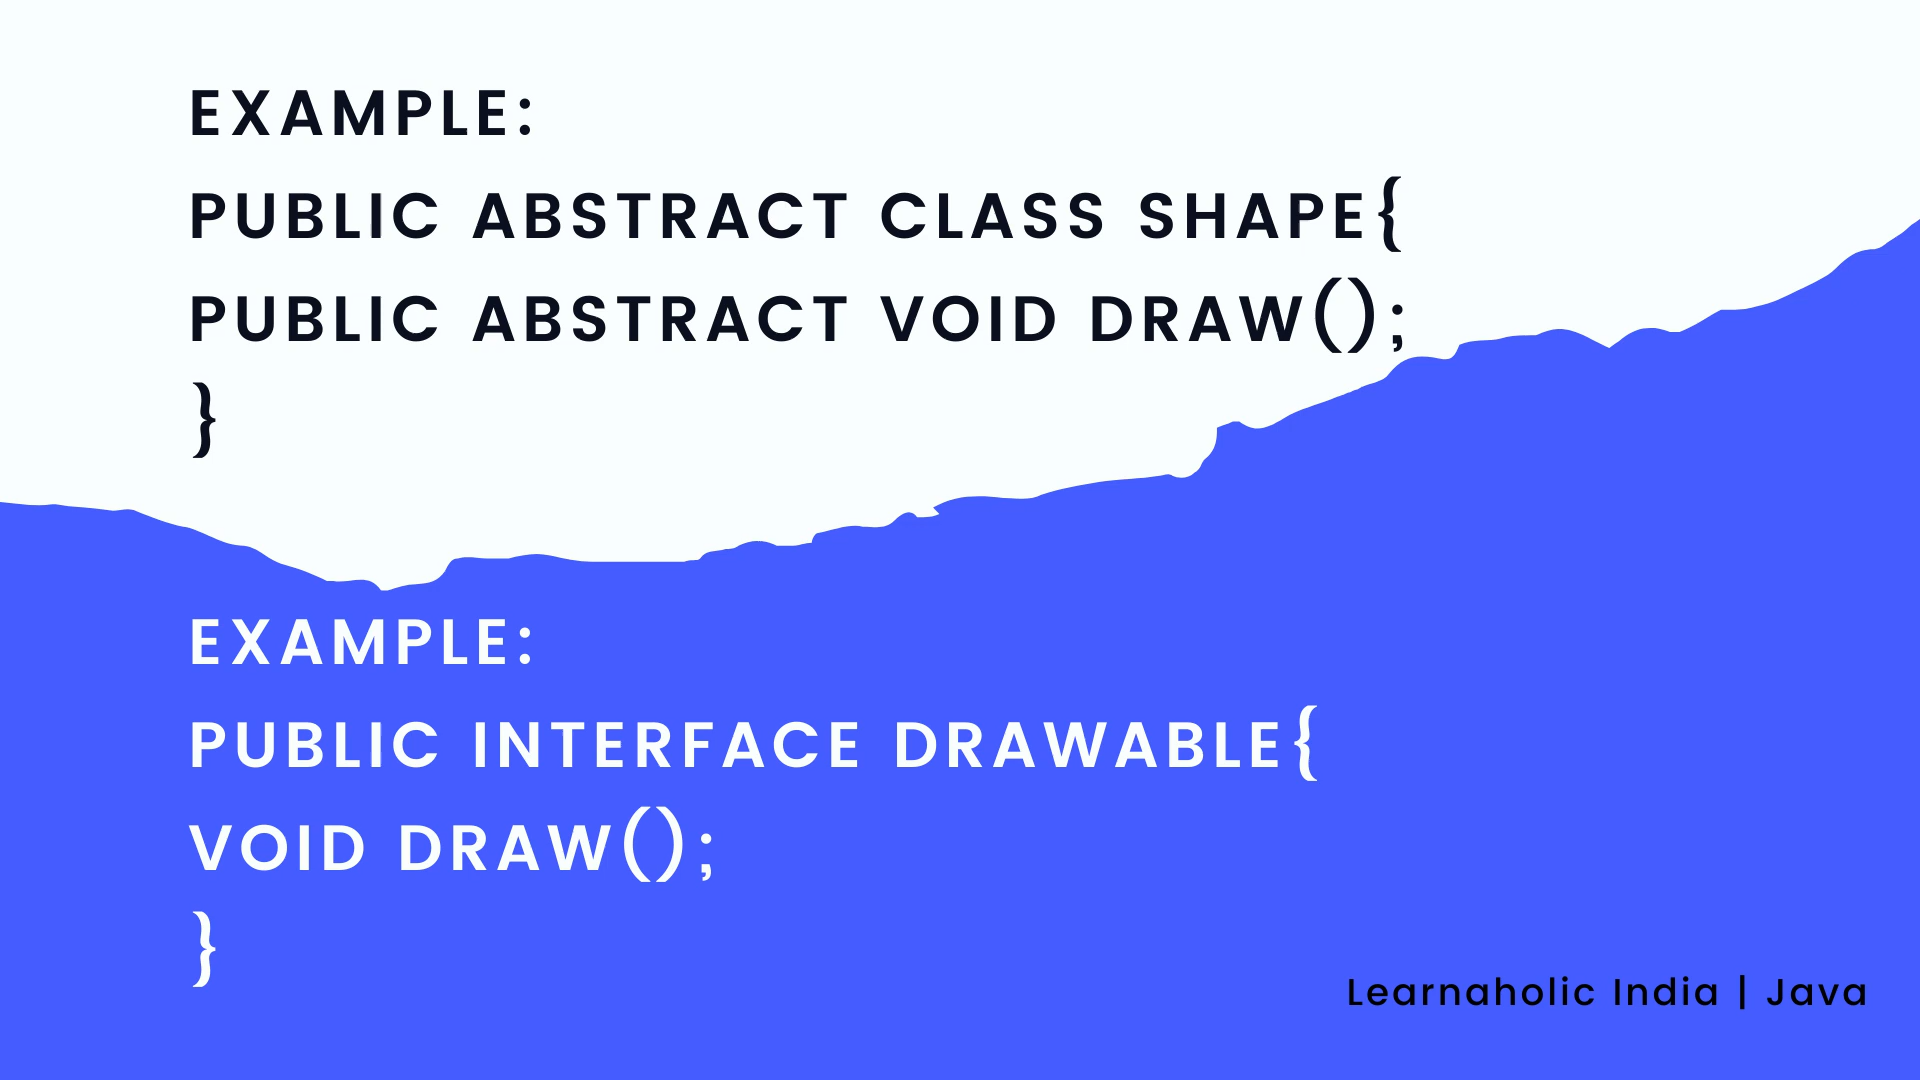 EXAMPLE:
PUBLIC ABSTRACT CLASS SHAPE{
PUBLIC ABSTRACT VOID DRAW();
}
EXAMPLE:
PUBLIC INTERFACE DRAWABLE{
VOID DRAW();
}
Learnaholic India | Java